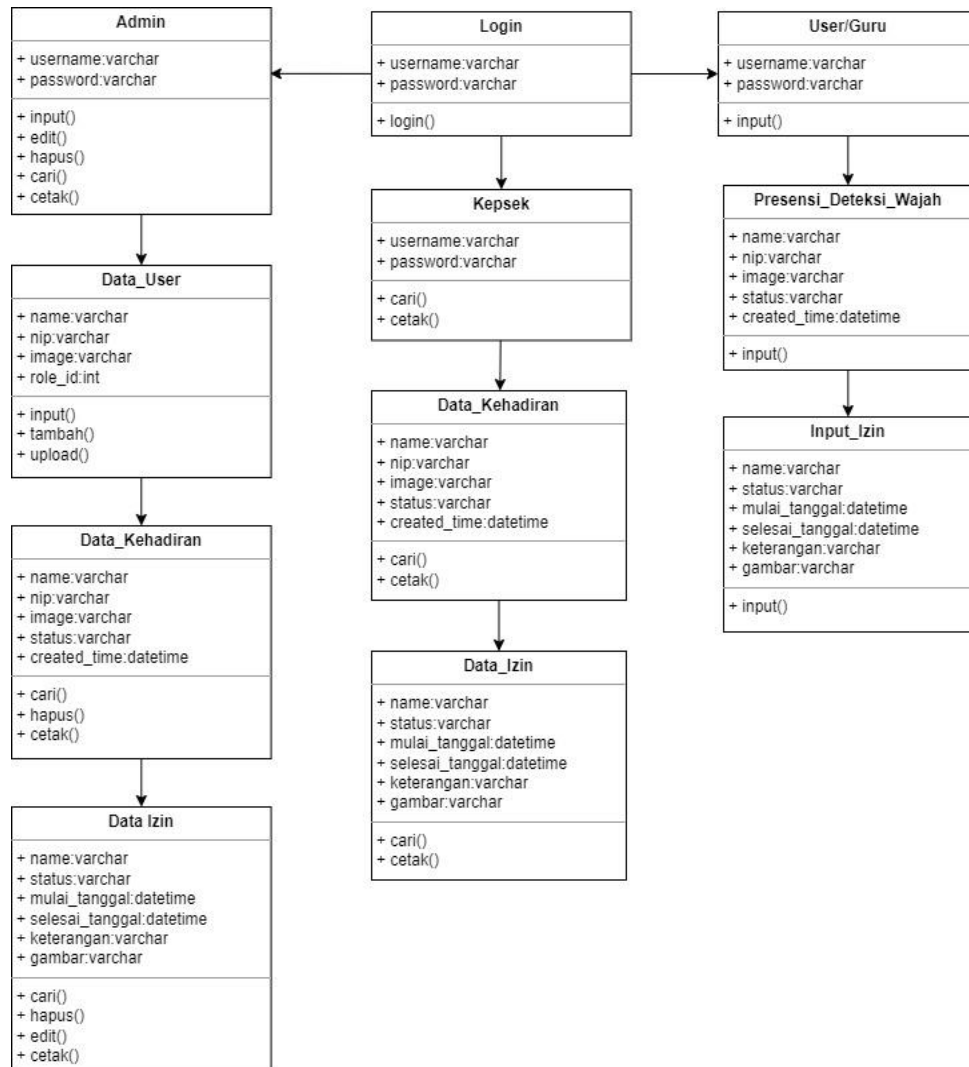 Admin
+ username:varchar
+ password:varchar
+ input()
+ edit()
+ hapus()
+ cari()
+ cetak()
Data_User
+ name:varchar
+ nip:varchar
+ image:varchar
+ role_id:int
+ input()
+ tambah()
+ upload()
Data_Kehadiran
+ name:varchar
+ nip:varchar
+ image:varchar
+ status:varchar
+ created_time:datetime
+ cari()
+ hapus()
+ cetak()
Data Izin
+ name:varchar
+ status:varchar
+ mulai_tanggal:datetime
+ selesai_tanggal:datetime
+ keterangan:varchar
+ gambar:varchar
+ cari()
+ hapus()
+ edit()
+ cetak()
Login
+ username:varchar
+ password:varchar
+ login()
Kepsek
+ username:varchar
+ password:varchar
+ cari()
+ cetak()
Data_Kehadiran
+ name:varchar
+ nip:varchar
+ image:varchar
+ status:varchar
+ created_time:datetime
+ cari()
+ cetak()
Data_Izin
+ name:varchar
+ status:varchar
+ mulai_tanggal:datetime
+ selesai_tanggal:datetime
+ keterangan:varchar
+ gambar:varchar
+ cari()
+ cetak()
User/Guru
+ username:varchar
+ password:varchar
+ input()
Presensi_Deteksi_Wajah
+ name:varchar
+ nip:varchar
+ image:varchar
+ status:varchar
+ created_time:datetime
+ input()
Input_Izin
+ name:varchar
+ status:varchar
+ mulai_tanggal:datetime
+ selesai_tanggal:datetime
+ keterangan:varchar
+ gambar:varchar
+ input()